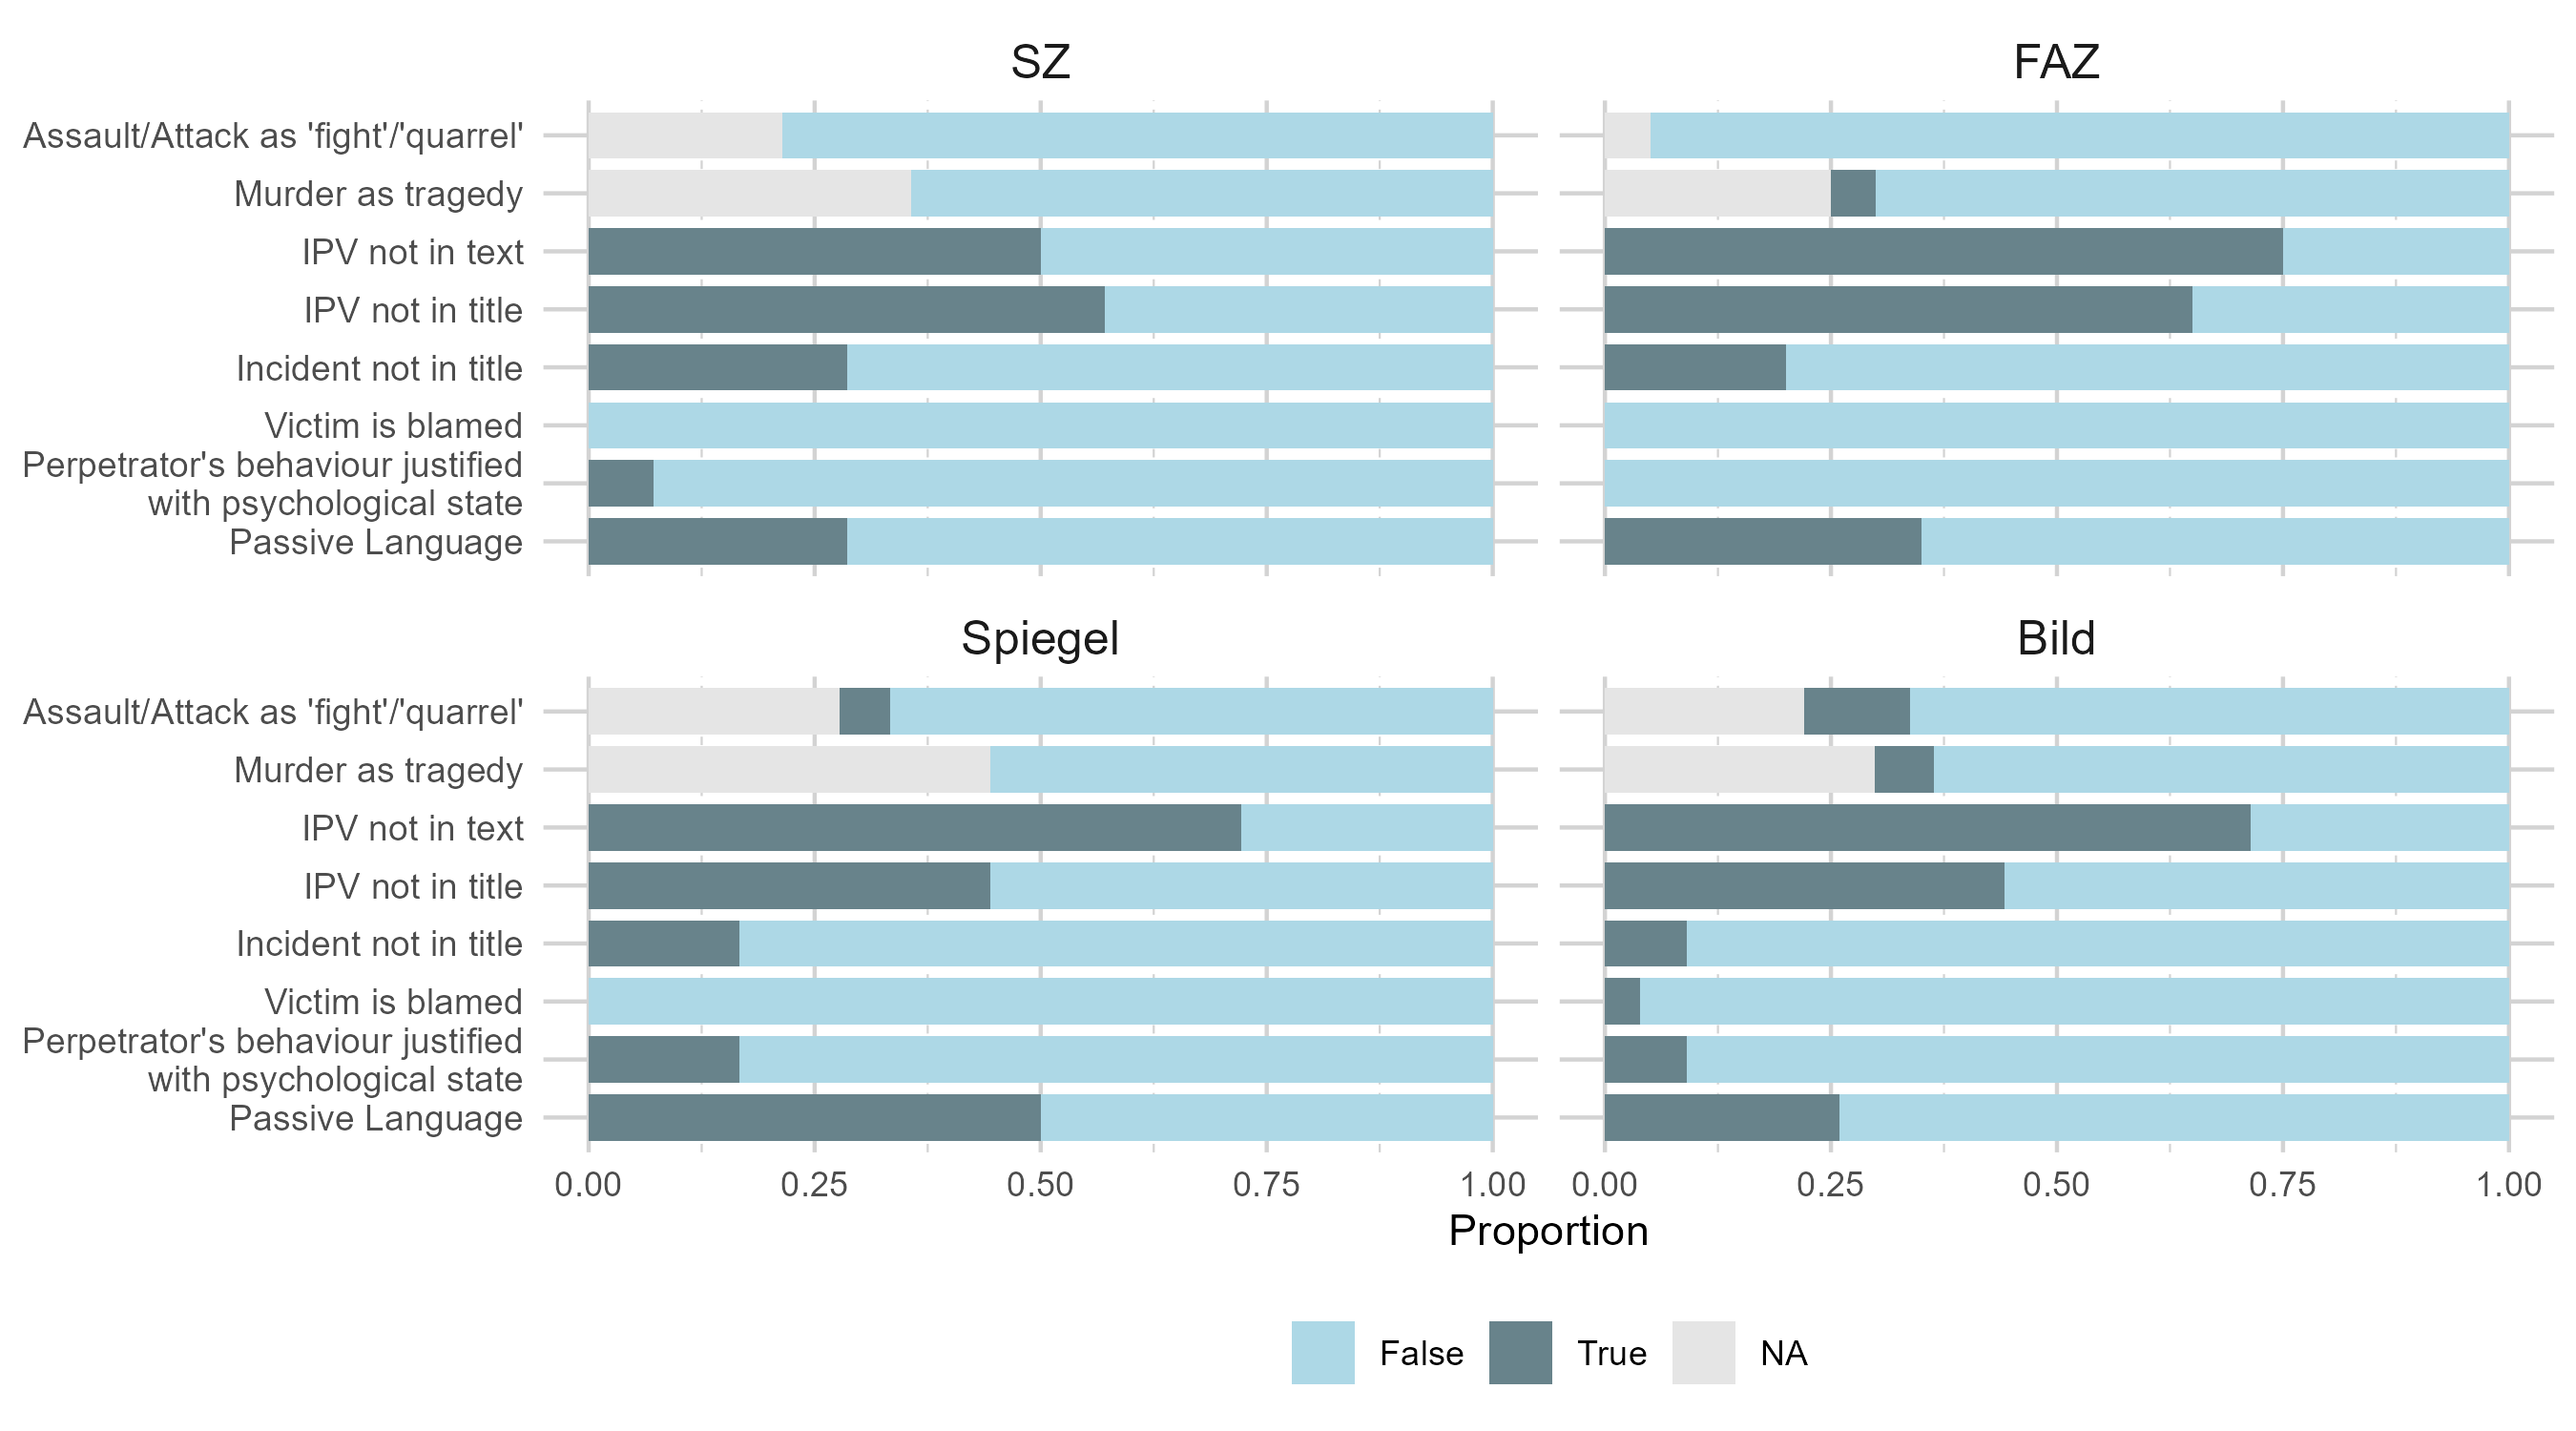 SZ
FAZ
Assault/Attack as 'fight'/'quarrel'
Murder as tragedy
IPV not in text
IPV not in title
Incident not in title
Victim is blamed
Perpetrator's behaviour justified
with psychological state
Passive Language
Spiegel
Bild
Assault/Attack as 'fight'/'quarrel'
Murder as tragedy
IPV not in text
IPV not in title
Incident not in title
Victim is blamed
Perpetrator's behaviour justified
with psychological state
Passive Language
0.00 0.25 0.50 0.75 1.00 0.00 0.25 0.50 0.75 1.00
Proportion
False True NA